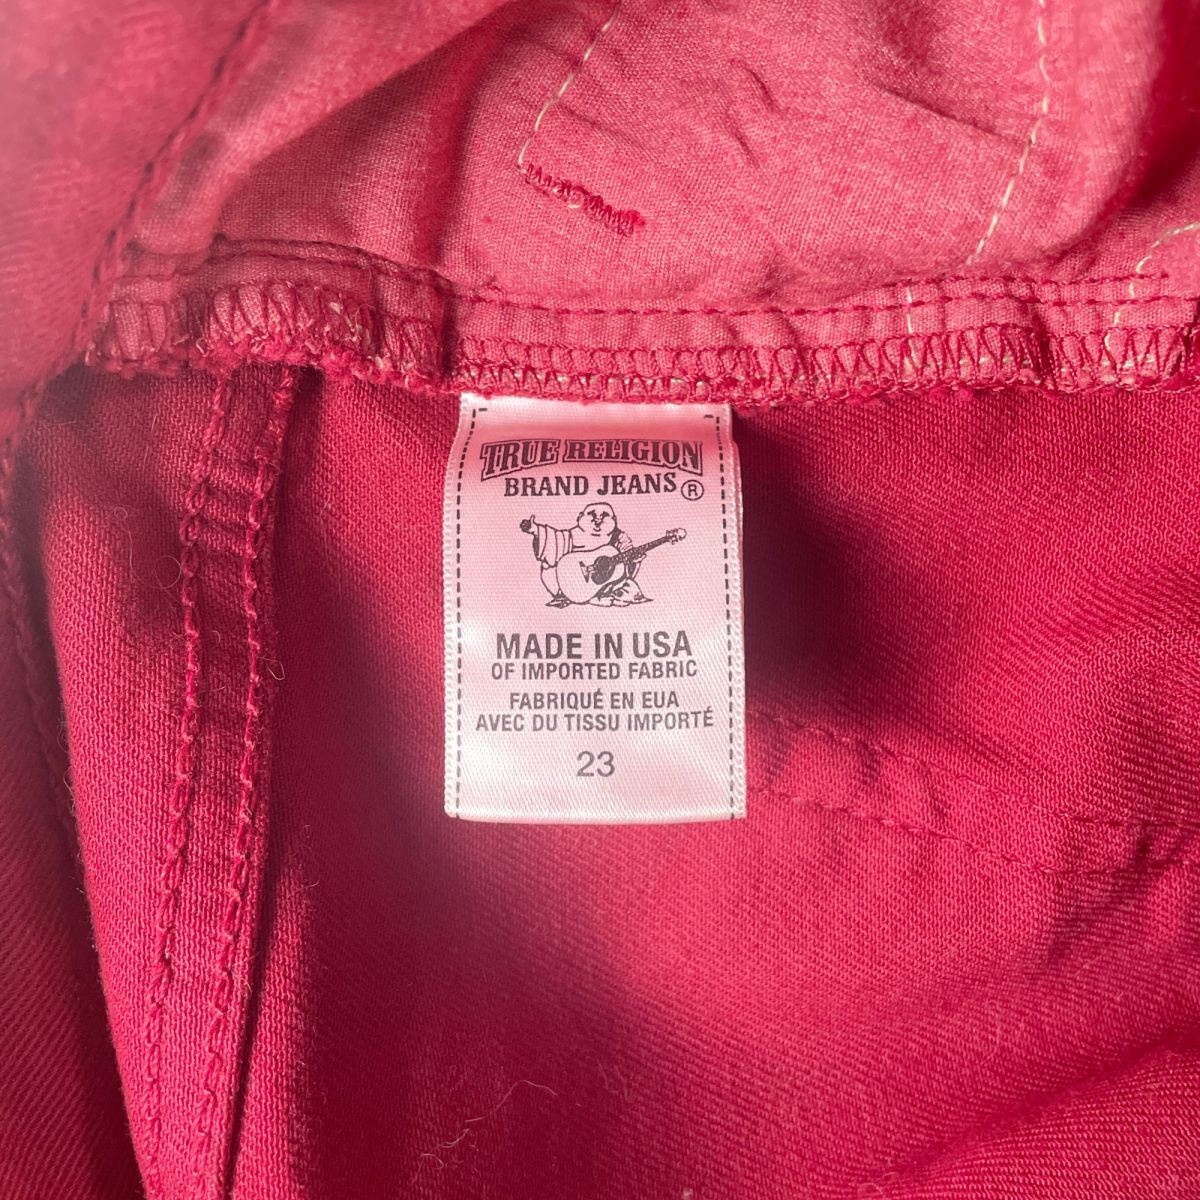 TRUE RELIGION
BRAND JEANS®
MADE IN USA
OF IMPORTED FABRIC
FABRIQUÉ EN EUA
AVEC DU TISSU IMPORTÉ
23